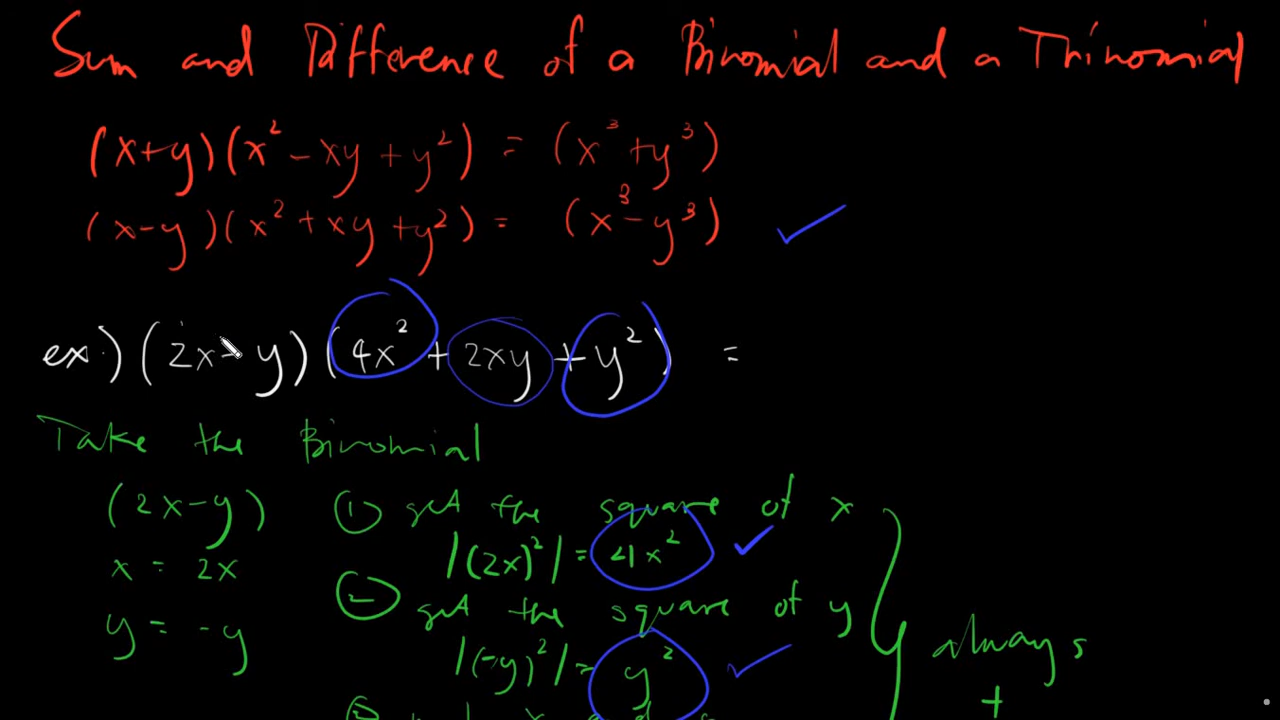 Sum and Difference of a Binomial and a Trinomial
(x+y)(x² - xy + y²) = (x³ + y³)
(x-y)(x² + xy + y²) = (x³ - y³)
ex.) (2x - y)(4x² + 2xy + y²) =
Take the Binomial
(2x-y) ① get the square of x
|(2x)²| = 4x²
x = 2x
② get the square of y
y = -y
|(-y)²| = y²
always
+